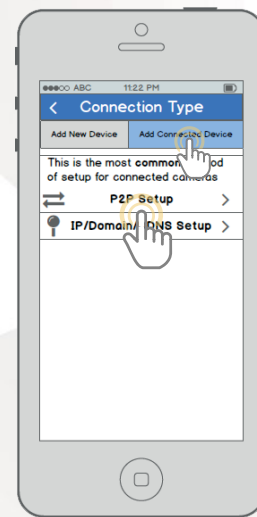 ABC 11:22 PM
Connection Type
Add New Device Add Connected Device
This is the most common
of setup for connected cameras
P2P Setup
IP/Domain/ Setup